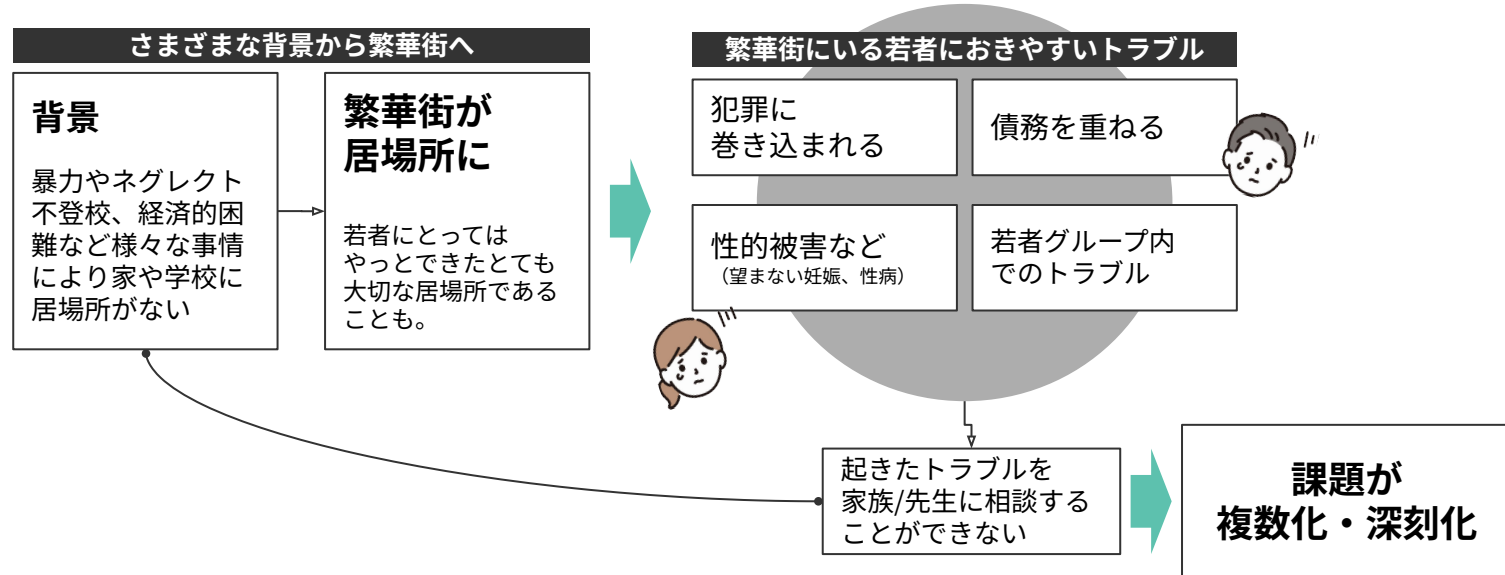 さまざまな背景から繁華街へ
背景
暴力やネグレクト
不登校、経済的困
難など様々な事情
により家や学校に
居場所がない
繁華街が
居場所に
若者にとっては
やっとできたとても
大切な居場所である
ことも。
繁華街にいる若者におきやすいトラブル
犯罪に
巻き込まれる
債務を重ねる
性的被害など
（望まない妊娠、性病）
若者グループ内
でのトラブル
起きたトラブルを
家族/先生に相談する
ことができない
課題が
複数化・深刻化